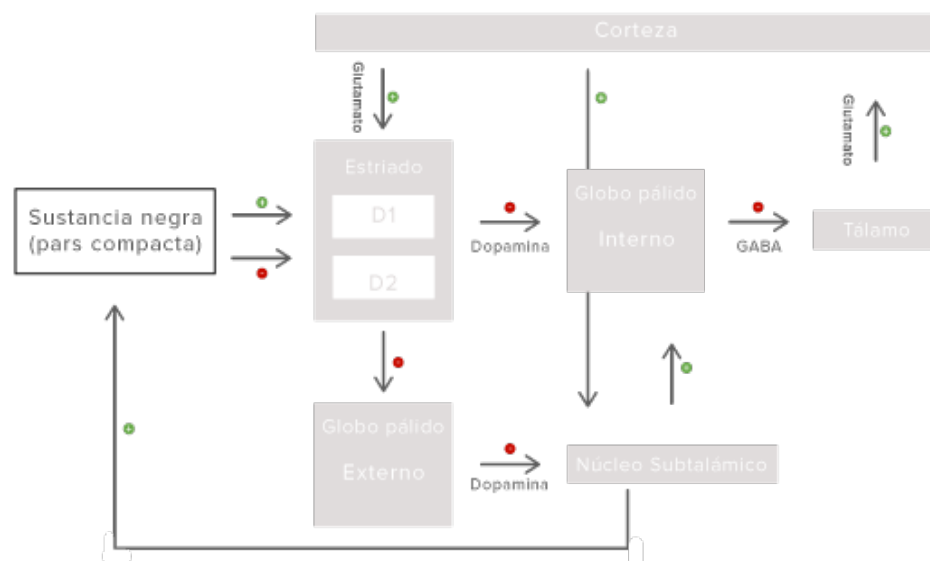 Corteza
Glutamato
Glutamato
Estriado
D1
D2
Sustancia negra
(pars compacta)
Dopamina
Globo pálido
Interno
GABA
Tálamo
Globo pálido
Externo
Dopamina
Núcleo Subtalámico